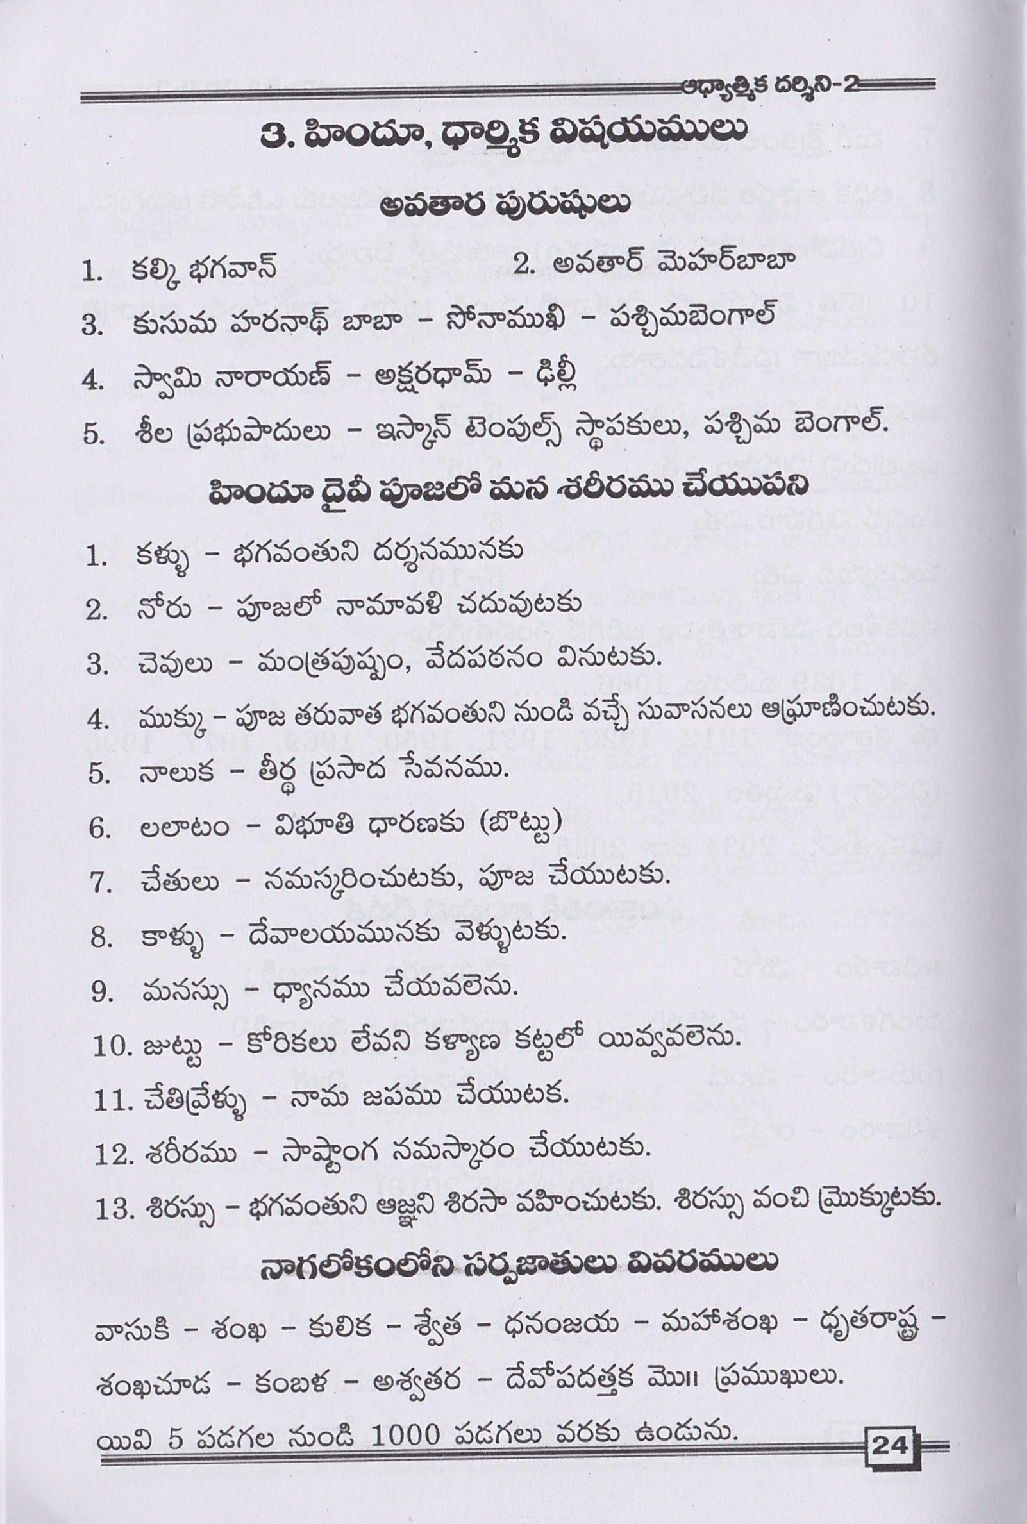 ఆధ్యాత్మిక దర్శిని-2
3. హిందూ, ధార్మిక విషయములు
అవతార పురుషులు
1. కల్కి భగవాన్ 2. అవతార్ మెహర్‌బాబా
3. కుసుమ హరనాథ్ బాబా - సోనాముఖి - పశ్చిమబెంగాల్
4. స్వామి నారాయణ్ - అక్షరధామ్ - ఢిల్లీ
5. శీల ప్రభుపాదులు - ఇస్కాన్ టెంపుల్స్ స్థాపకులు, పశ్చిమ బెంగాల్.
హిందూ దైవీ పూజలో మన శరీరము చేయుపని
1. కళ్ళు - భగవంతుని దర్శనమునకు
2. నోరు - పూజలో నామావళి చదువుటకు
3. చెవులు - మంత్రపుష్పం, వేదపఠనం వినుటకు.
4. ముక్కు - పూజ తరువాత భగవంతుని నుండి వచ్చే సువాసనలు ఆఘ్రాణించుటకు.
5. నాలుక - తీర్థ ప్రసాద సేవనము.
6. లలాటం - విభూతి ధారణకు (బొట్టు)
7. చేతులు - నమస్కరించుటకు, పూజ చేయుటకు.
8. కాళ్ళు - దేవాలయమునకు వెళ్ళుటకు.
9. మనస్సు - ధ్యానము చేయవలెను.
10. జుట్టు - కోరికలు లేవని కళ్యాణ కట్టలో యివ్వవలెను.
11. చేతివ్రేళ్ళు - నామ జపము చేయుటక.
12. శరీరము - సాష్టాంగ నమస్కారం చేయుటకు.
13. శిరస్సు - భగవంతుని ఆజ్ఞని శిరసా వహించుటకు. శిరస్సు వంచి మ్రొక్కుటకు.
నాగలోకంలోని సర్పజాతులు వివరములు
వాసుకి - శంఖ - కులిక - శ్వేత - ధనంజయ - మహాశంఖ - ధృతరాష్ట్ర -
శంఖచూడ - కంబళ - అశ్వతర - దేవోపదత్తక మొ॥ ప్రముఖులు.
యివి 5 పడగల నుండి 1000 పడగలు వరకు ఉండును.
24